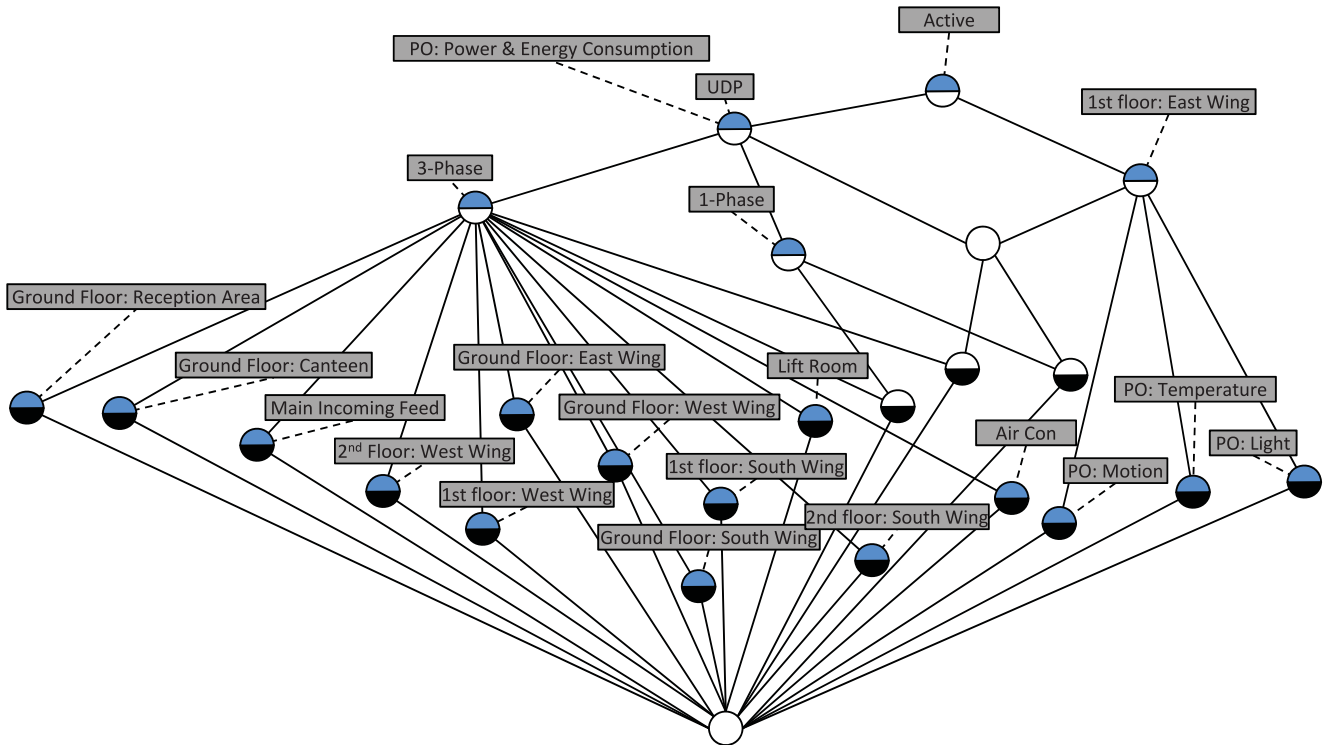 Active
PO: Power & Energy Consumption
UDP
1st floor: East Wing
3-Phase
1-Phase
Ground Floor: Reception Area
Ground Floor: East Wing
Ground Floor: Canteen
Lift Room
PO: Temperature
Main Incoming Feed
Ground Floor: West Wing
Air Con
PO: Light
2nd Floor: West Wing
1st floor: South Wing
PO: Motion
1st floor: West Wing
2nd floor: South Wing
Ground Floor: South Wing